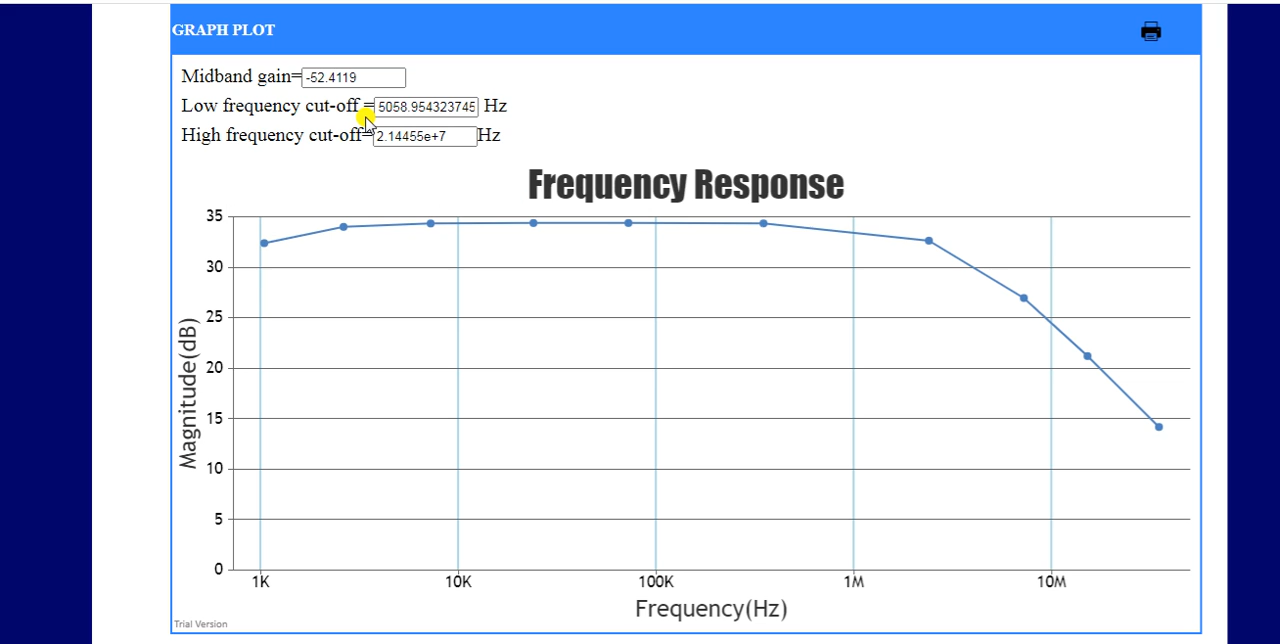 GRAPH PLOT
Midband gain= -52.4119
Low frequency cut-off = 5058.954323745 Hz
High frequency cut-off= 2.14455e+7 Hz
Frequency Response
35
30
25
20
15
10
5
0
Magnitude(dB)
1K 10K 100K 1M 10M
Frequency(Hz)
Trial Version